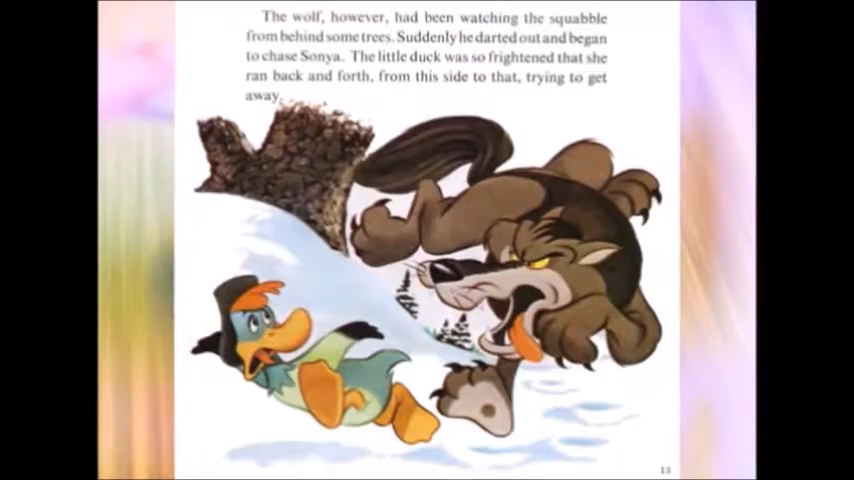 The wolf, however, had been watching the squabble
from behind some trees. Suddenly he darted out and began
to chase Sonya. The little duck was so frightened that she
ran back and forth, from this side to that, trying to get
away.
13